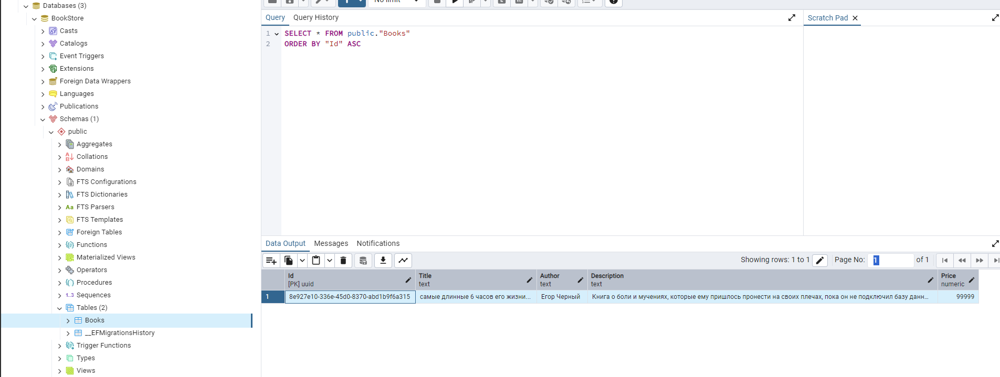 Databases (3)
BookStore
Casts
Catalogs
Event Triggers
Extensions
Foreign Data Wrappers
Languages
Publications
Schemas (1)
public
Aggregates
Collations
Domains
FTS Configurations
FTS Dictionaries
Aa FTS Parsers
FTS Templates
Foreign Tables
Functions
Materialized Views
Operators
Procedures
1..3 Sequences
Tables (2)
Books
__EFMigrationsHistory
Trigger Functions
Types
Views
No limit
Query Query History
Scratch Pad
1 SELECT * FROM public."Books"
2 ORDER BY "Id" ASC
Data Output Messages Notifications
Showing rows: 1 to 1 Page No: 1 of 1
Id Title Author Description Price
[PK] uuid text text text numeric
1 8e927e10-336e-45d0-8370-abd1b9f6a315 самые длинные 6 часов его жизни... Егор Черный Книга о боли и мучениях, которые ему пришлось пронести на своих плечах, пока он не подключил базу данн... 99999